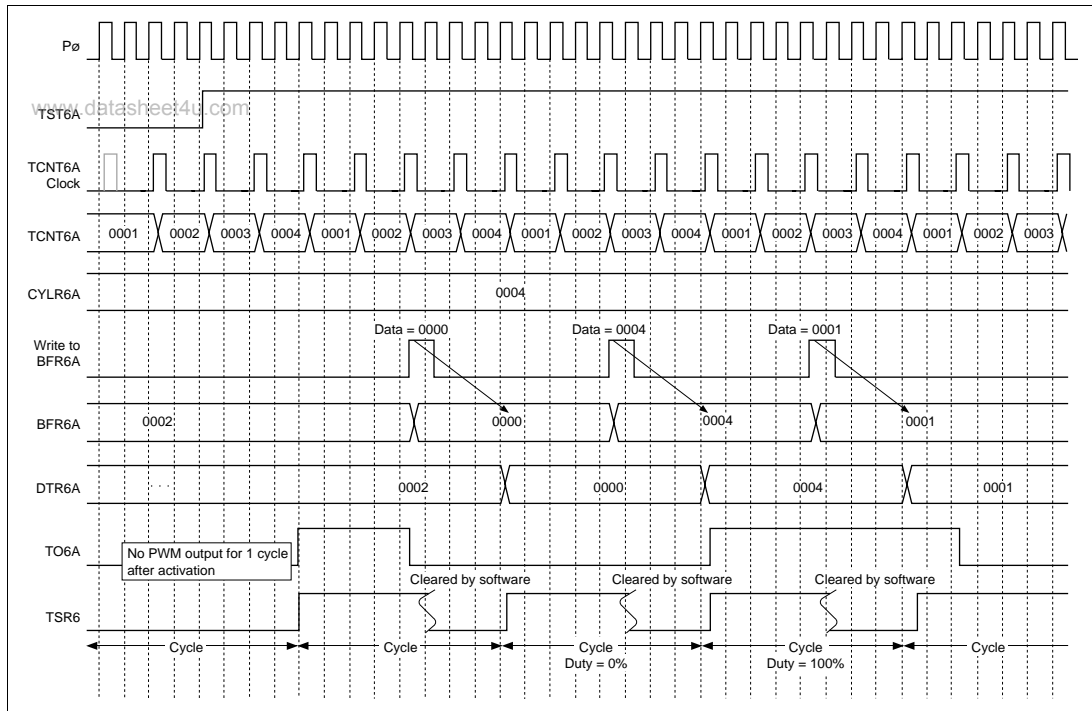 Pø
www.datasheet4u.com
TST6A
TCNT6A
Clock
TCNT6A
0001 0002 0003 0004 0001 0002 0003 0004 0001 0002 0003 0004 0001 0002 0003 0004 0001 0002 0003
CYLR6A
0004
Data = 0000 Data = 0004 Data = 0001
Write to
BFR6A
BFR6A
0002 0000 0004 0001
DTR6A
0002 0000 0004 0001
TO6A
No PWM output for 1 cycle
after activation
Cleared by software Cleared by software Cleared by software
TSR6
Cycle Cycle Cycle Cycle Cycle
Duty = 0% Duty = 100%